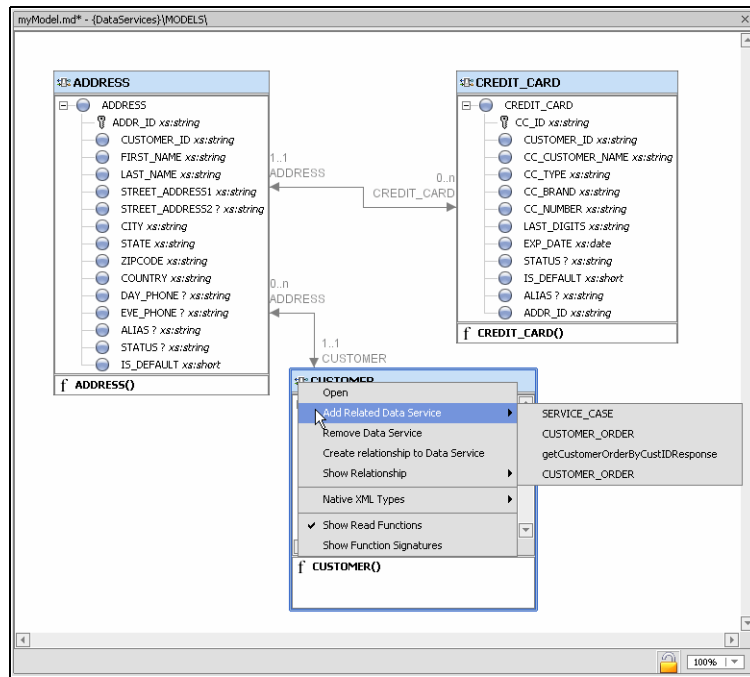 myModel.md* - {DataServices}\MODELS\
ADDRESS
ADDRESS
ADDR_ID xs:string
CUSTOMER_ID xs:string
FIRST_NAME xs:string
LAST_NAME xs:string
STREET_ADDRESS1 xs:string
STREET_ADDRESS2 ? xs:string
CITY xs:string
STATE xs:string
ZIPCODE xs:string
COUNTRY xs:string
DAY_PHONE ? xs:string
EVE_PHONE ? xs:string
ALIAS ? xs:string
STATUS ? xs:string
IS_DEFAULT xs:short
f ADDRESS()
1..1
ADDRESS
0..n
CREDIT_CARD
0..n
ADDRESS
1..1
CUSTOMER
CREDIT_CARD
CREDIT_CARD
CC_ID xs:string
CUSTOMER_ID xs:string
CC_CUSTOMER_NAME xs:string
CC_TYPE xs:string
CC_BRAND xs:string
CC_NUMBER xs:string
LAST_DIGITS xs:string
EXP_DATE xs:date
STATUS ? xs:string
IS_DEFAULT xs:short
ALIAS ? xs:string
ADDR_ID xs:string
f CREDIT_CARD()
CUSTOMER
Open
Add Related Data Service
Remove Data Service
Create relationship to Data Service
Show Relationship
Native XML Types
Show Read Functions
Show Function Signatures
SERVICE_CASE
CUSTOMER_ORDER
getCustomerOrderByCustIDResponse
CUSTOMER_ORDER
f CUSTOMER()
100%